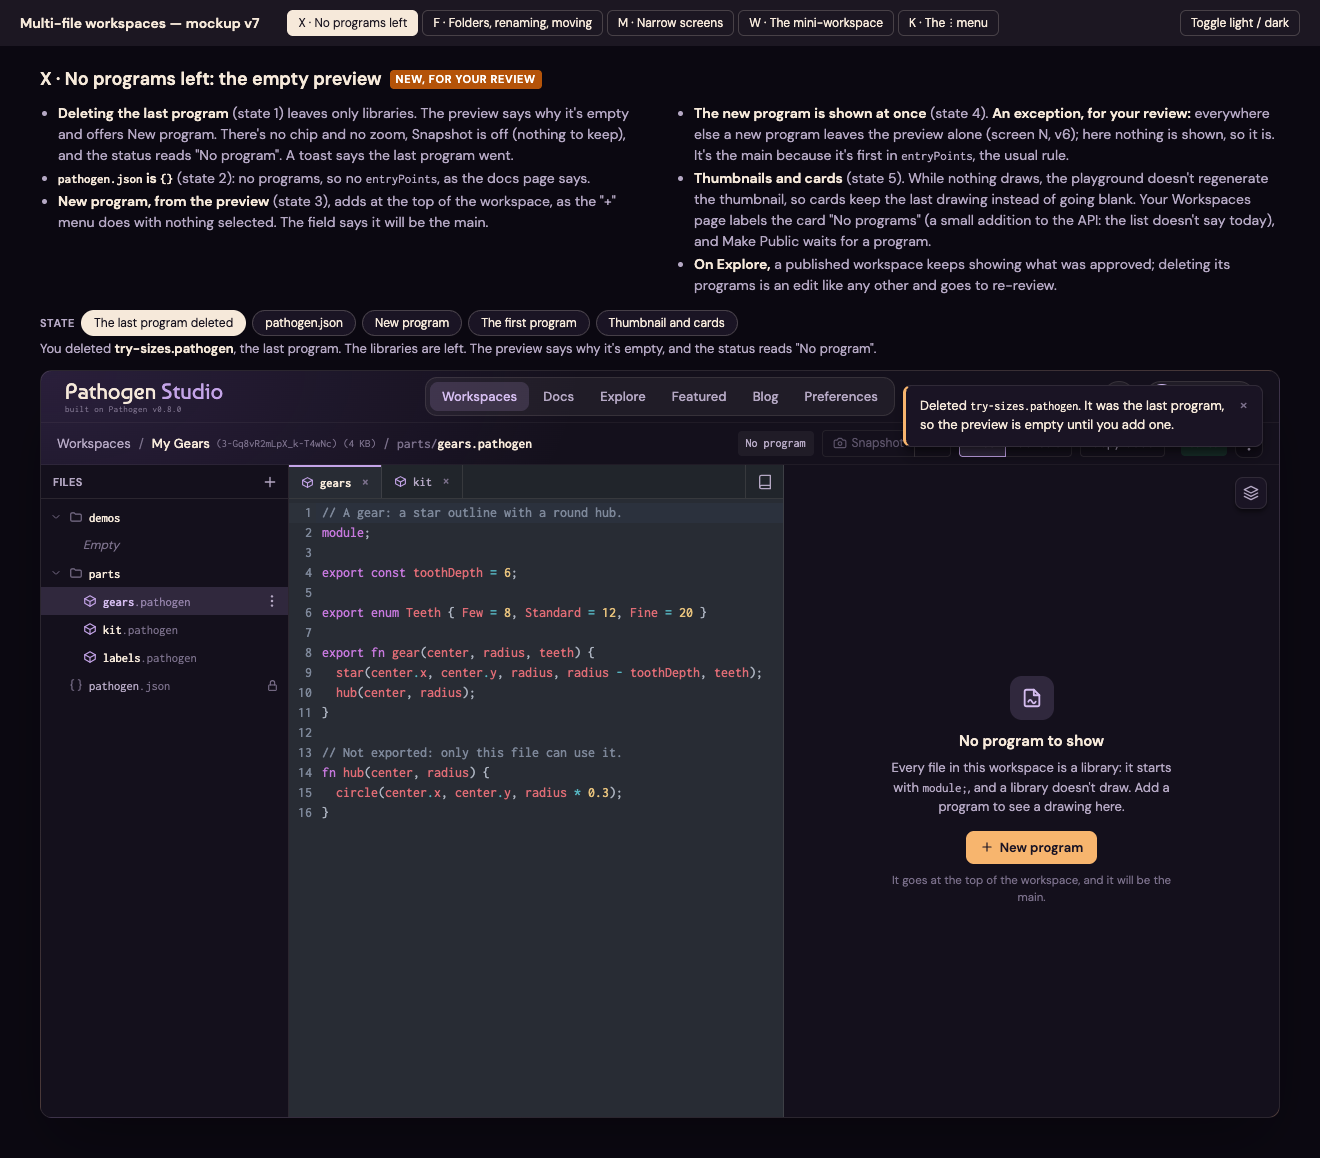 Multi-file workspaces — mockup v7
X · No programs left
F · Folders, renaming, moving
M · Narrow screens
W · The mini-workspace
K · The ⋮ menu
Toggle light / dark
X · No programs left: the empty preview
NEW, FOR YOUR REVIEW
• Deleting the last program (state 1) leaves only libraries. The preview says why it's empty
and offers New program. There's no chip and no zoom, Snapshot is off (nothing to keep),
and the status reads "No program". A toast says the last program went.
• pathogen.json is {} (state 2): no programs, so no entryPoints, as the docs page says.
• New program, from the preview (state 3), adds at the top of the workspace, as the "+"
menu does with nothing selected. The field says it will be the main.
• The new program is shown at once (state 4). An exception, for your review: everywhere
else a new program leaves the preview alone (screen N, v6); here nothing is shown, so it is.
It's the main because it's first in entryPoints, the usual rule.
• Thumbnails and cards (state 5). While nothing draws, the playground doesn't regenerate
the thumbnail, so cards keep the last drawing instead of going blank. Your Workspaces
page labels the card "No programs" (a small addition to the API: the list doesn't say today),
and Make Public waits for a program.
• On Explore, a published workspace keeps showing what was approved; deleting its
programs is an edit like any other and goes to re-review.
STATE
The last program deleted
pathogen.json
New program
The first program
Thumbnail and cards
You deleted try-sizes.pathogen, the last program. The libraries are left. The preview says why it's empty, and the status reads "No program".
Pathogen Studio
built on Pathogen v0.8.0
Workspaces
Docs
Explore
Featured
Blog
Preferences
Deleted try-sizes.pathogen. It was the last program,
so the preview is empty until you add one.
×
Workspaces / My Gears (3-Gq8vR2mLpX_k-T4wNc) (4 KB) / parts/gears.pathogen
No program
Snapshot
FILES
+
demos
Empty
parts
gears.pathogen
kit.pathogen
labels.pathogen
{} pathogen.json
gears ×
kit ×
1 // A gear: a star outline with a round hub.
2 module;
3
4 export const toothDepth = 6;
5
6 export enum Teeth { Few = 8, Standard = 12, Fine = 20 }
7
8 export fn gear(center, radius, teeth) {
9 star(center.x, center.y, radius, radius - toothDepth, teeth);
10 hub(center, radius);
11 }
12
13 // Not exported: only this file can use it.
14 fn hub(center, radius) {
15 circle(center.x, center.y, radius * 0.3);
16 }
No program to show
Every file in this workspace is a library: it starts
with module;, and a library doesn't draw. Add a
program to see a drawing here.
+ New program
It goes at the top of the workspace, and it will be the
main.